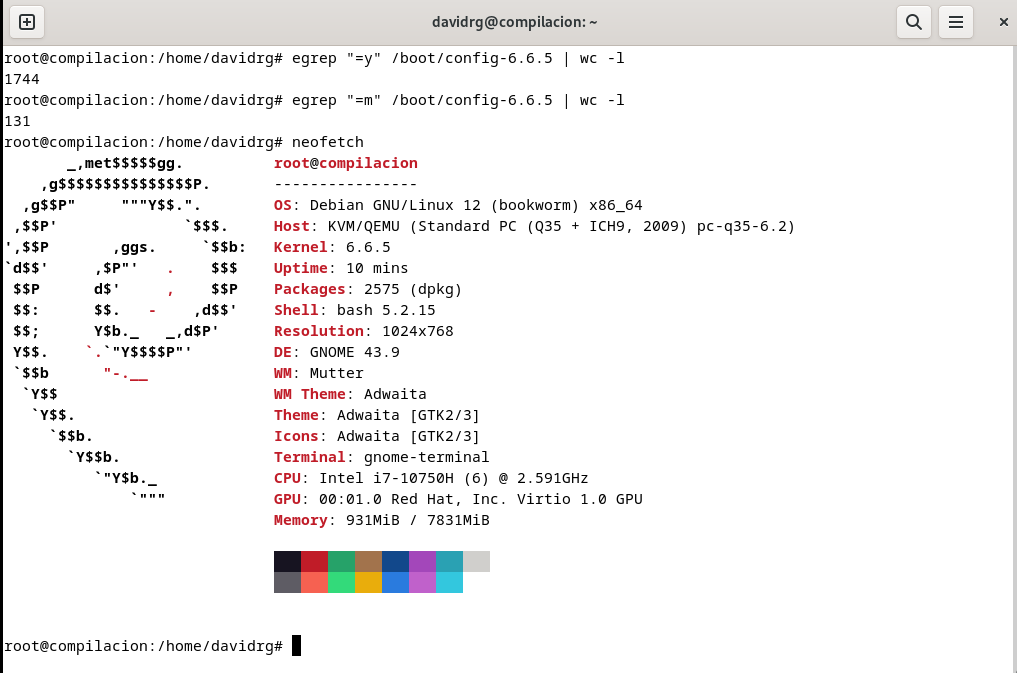 davidrg@compilacion: ~
root@compilacion:/home/davidrg# egrep "=y" /boot/config-6.6.5 | wc -l
1744
root@compilacion:/home/davidrg# egrep "=m" /boot/config-6.6.5 | wc -l
131
root@compilacion:/home/davidrg# neofetch
       _,met$$$$$gg.          root@compilacion
    ,g$$$$$$$$$$$$$$$P.       ----------------
  ,g$$P"     """Y$$.".        OS: Debian GNU/Linux 12 (bookworm) x86_64
 ,$$P'              `$$$.     Host: KVM/QEMU (Standard PC (Q35 + ICH9, 2009) pc-q35-6.2)
',$$P       ,ggs.     `$$b:   Kernel: 6.6.5
`d$$'     ,$P"'   .    $$$    Uptime: 10 mins
 $$P      d$'     ,    $$P    Packages: 2575 (dpkg)
 $$:      $$.   -    ,d$$'    Shell: bash 5.2.15
 $$;      Y$b._   _,d$P'      Resolution: 1024x768
 Y$$.    `.`"Y$$$$P"'         DE: GNOME 43.9
 `$$b      "-.__              WM: Mutter
  `Y$$                        WM Theme: Adwaita
   `Y$$.                      Theme: Adwaita [GTK2/3]
     `$$b.                    Icons: Adwaita [GTK2/3]
       `Y$$b.                 Terminal: gnome-terminal
          `"Y$b._             CPU: Intel i7-10750H (6) @ 2.591GHz
              `"""            GPU: 00:01.0 Red Hat, Inc. Virtio 1.0 GPU
                              Memory: 931MiB / 7831MiB
root@compilacion:/home/davidrg#